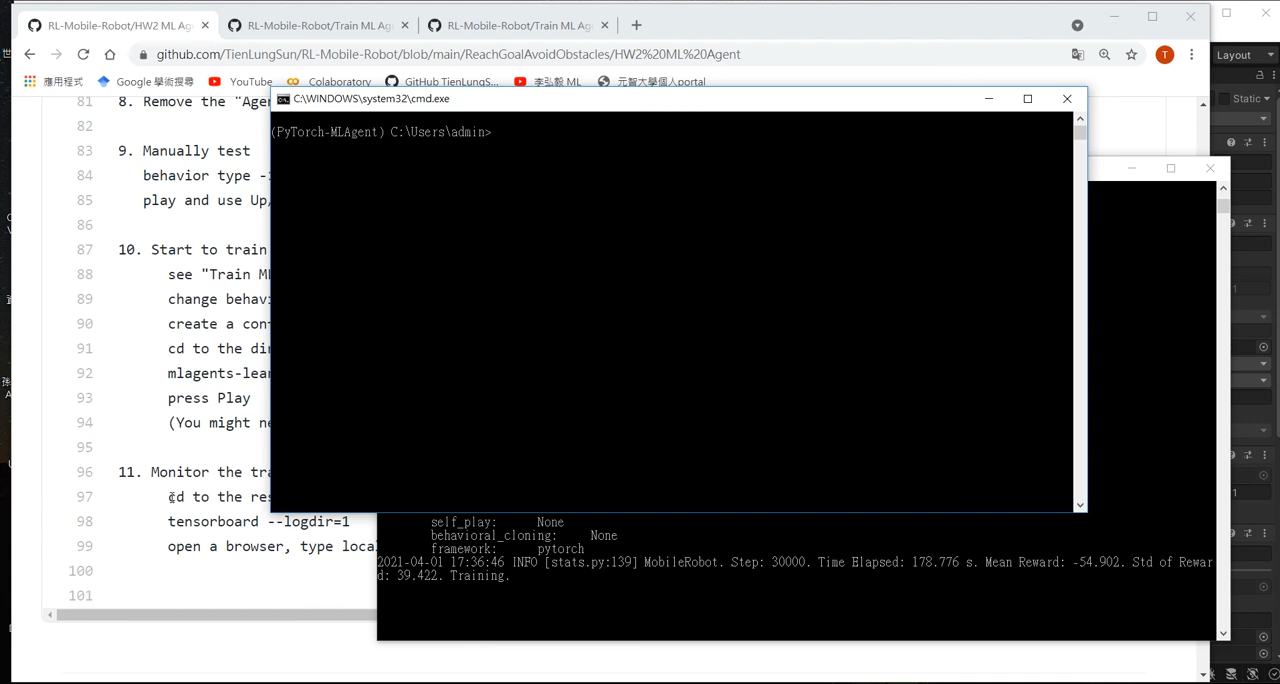 RL-Mobile-Robot/HW2 ML Age
RL-Mobile-Robot/Train ML Age
RL-Mobile-Robot/Train ML Age
github.com/TienLungSun/RL-Mobile-Robot/blob/main/ReachGoalAvoidObstacles/HW2%20ML%20Agent
T
Layout
應用程式
Google 學術搜尋
YouTube
Colaboratory
GitHub TienLungS...
李弘毅 ML
元智大學個人portal
Static
C:\WINDOWS\system32\cmd.exe
(PyTorch-MLAgent) C:\Users\admin>
81 8. Remove the "Agen
82
83 9. Manually test
84 behavior type -
85 play and use Up/
86
87 10. Start to train
88 see "Train ML
89 change behavi
90 create a con
91 cd to the di
92 mlagents-lear
93 press Play
94 (You might ne
95
96 11. Monitor the tra
97 cd to the res
98 tensorboard --logdir=1
99 open a browser, type local
100
101
self_play: None
behavioral_cloning: None
framework: pytorch
2021-04-01 17:36:46 INFO [stats.py:139] MobileRobot. Step: 30000. Time Elapsed: 178.776 s. Mean Reward: -54.902. Std of Rewar
d: 39.422. Training.